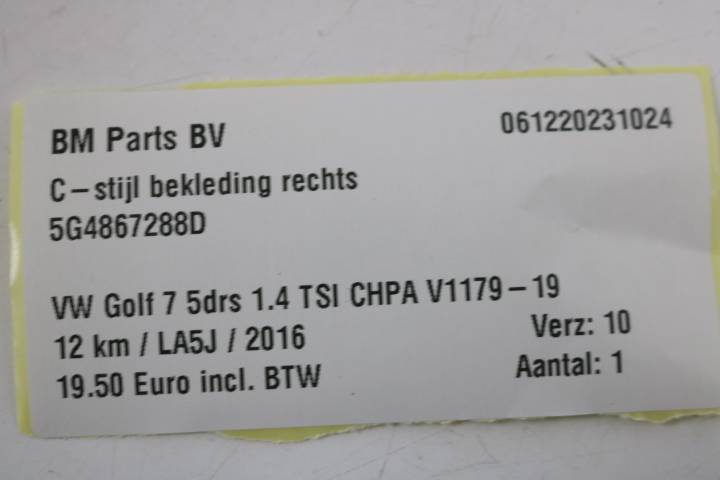 BM Parts BV 061220231024
C-stijl bekleding rechts
5G4867288D
VW Golf 7 5drs 1.4 TSI CHPA V1179-19
12 km / LA5J / 2016 Verz: 10
19.50 Euro incl. BTW Aantal: 1